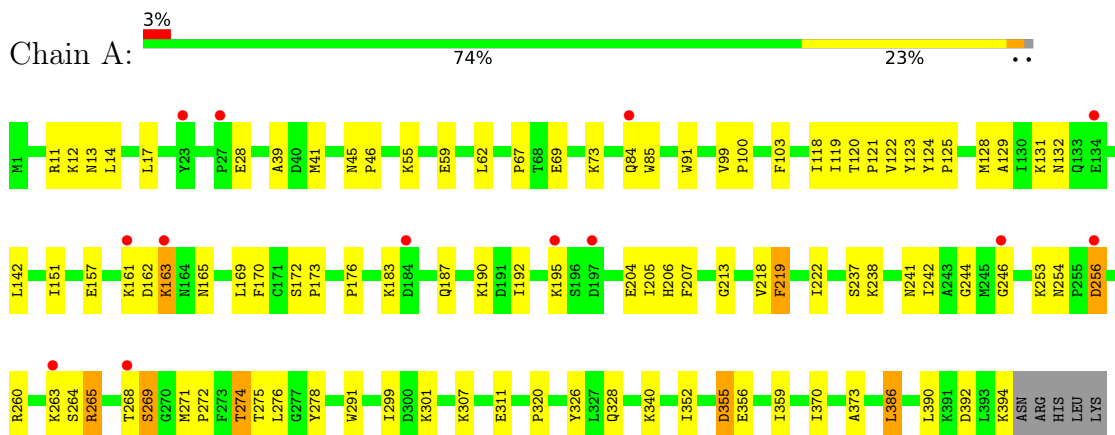 3%
Chain A:
74% 23% • •
M1 R11 K12 N13 L14 L17 Y23 P27 E28 A39 D40 M41 N45 P46 K55 E59 L62 P67 T68 E69 K73 Q84 W85 W91 V99 P100 F103 I118 I119 T120 P121 V122 Y123 Y124 P125 M128 A129 I130 K131 N132 Q133 E134
L142 I151 E157 K161 D162 K163 N164 N165 L169 F170 C171 S172 P173 P176 K183 D184 Q187 K190 D191 I192 K195 S196 D197 E204 I205 H206 F207 G213 V218 F219 I222 S237 K238 N241 I242 A243 G244 M245 G246 K253 N254 P255 D256
R260 K263 S264 R265 T268 S269 G270 M271 P272 F273 T274 T275 L276 G277 Y278 W291 I299 D300 K301 K307 E311 P320 Y326 L327 Q328 K340 I352 D355 E356 I359 I370 A373 L386 L390 K391 D392 L393 K394 ASN ARG HIS LEU LYS